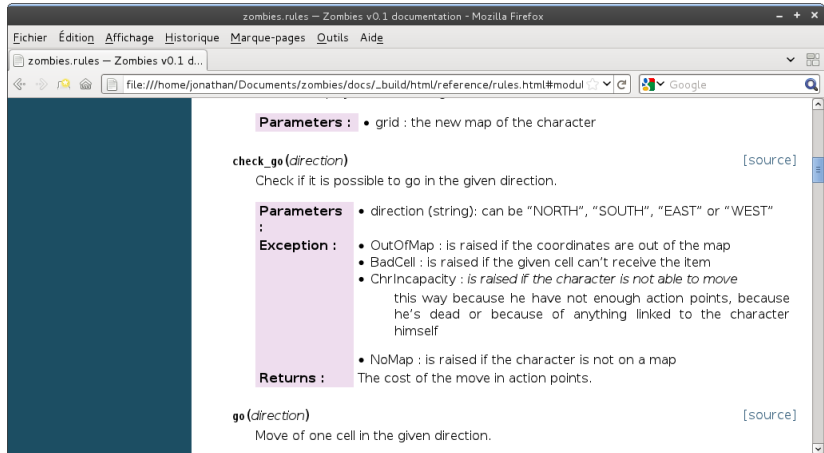 zombies.rules — Zombies v0.1 documentation - Mozilla Firefox
Fichier Édition Affichage Historique Marque-pages Outils Aide
zombies.rules — Zombies v0.1 d...
file:///home/jonathan/Documents/zombies/docs/_build/html/reference/rules.html#modul
Google
Parameters : • grid : the new map of the character
check_go(direction) [source]
Check if it is possible to go in the given direction.
Parameters : • direction (string): can be “NORTH”, “SOUTH”, “EAST” or “WEST”
Exception : • OutOfMap : is raised if the coordinates are out of the map
• BadCell : is raised if the given cell can’t receive the item
• ChrIncapacity : is raised if the character is not able to move
this way because he have not enough action points, because
he’s dead or because of anything linked to the character
himself
• NoMap : is raised if the character is not on a map
Returns : The cost of the move in action points.
go(direction) [source]
Move of one cell in the given direction.